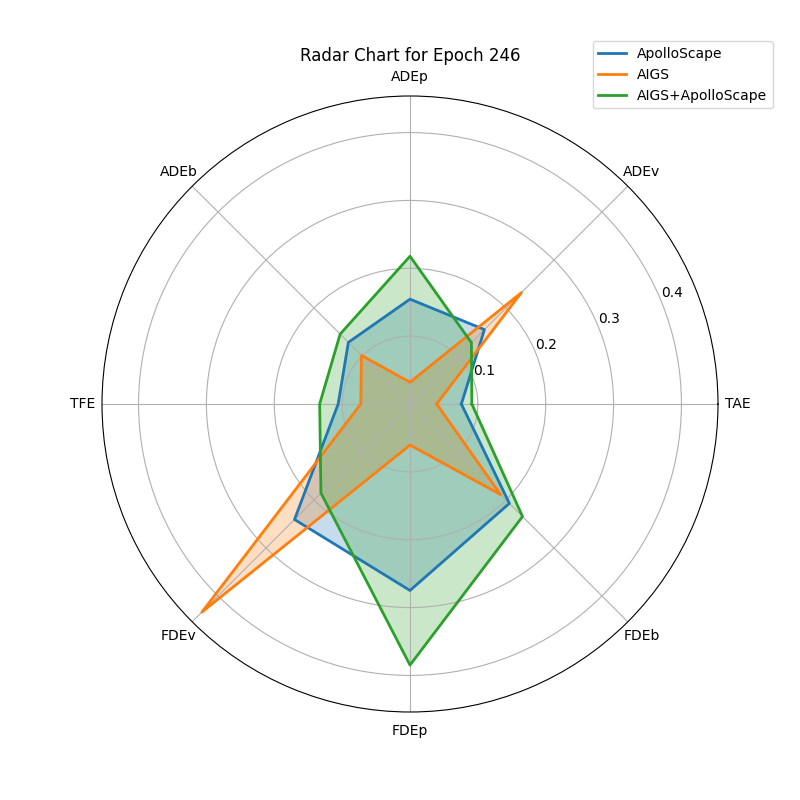 Radar Chart for Epoch 246
ApolloScape
AIGS
AIGS+ApolloScape
ADEp
ADEb
ADEv
0.4
0.3
0.2
0.1
TFE
TAE
FDEv
FDEb
FDEp